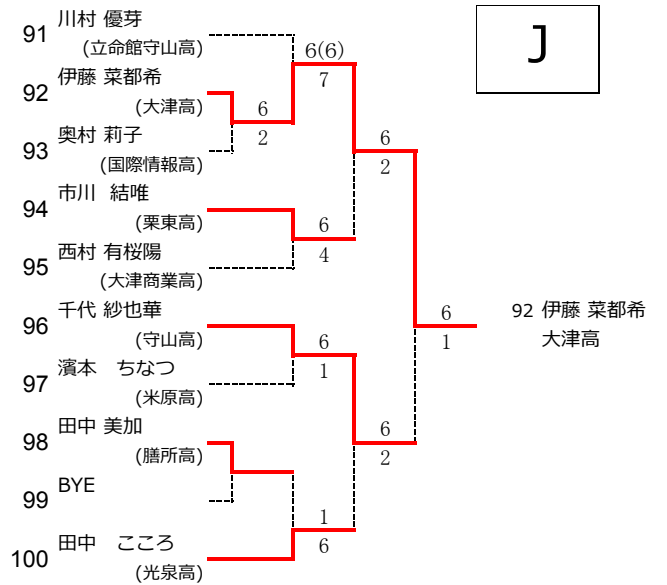 J
91 川村 優芽
(立命館守山高)
6(6)
7
92 伊藤 菜都希
(大津高)
6
2
6
2
93 奥村 莉子
(国際情報高)
94 市川 結唯
(栗東高)
6
4
95 西村 有桜陽
(大津商業高)
6
1
92 伊藤 菜都希
大津高
96 千代 紗也華
(守山高)
6
1
97 濱本 ちなつ
(米原高)
98 田中 美加
(膳所高)
6
2
99 BYE
1
6
100 田中 こころ
(光泉高)